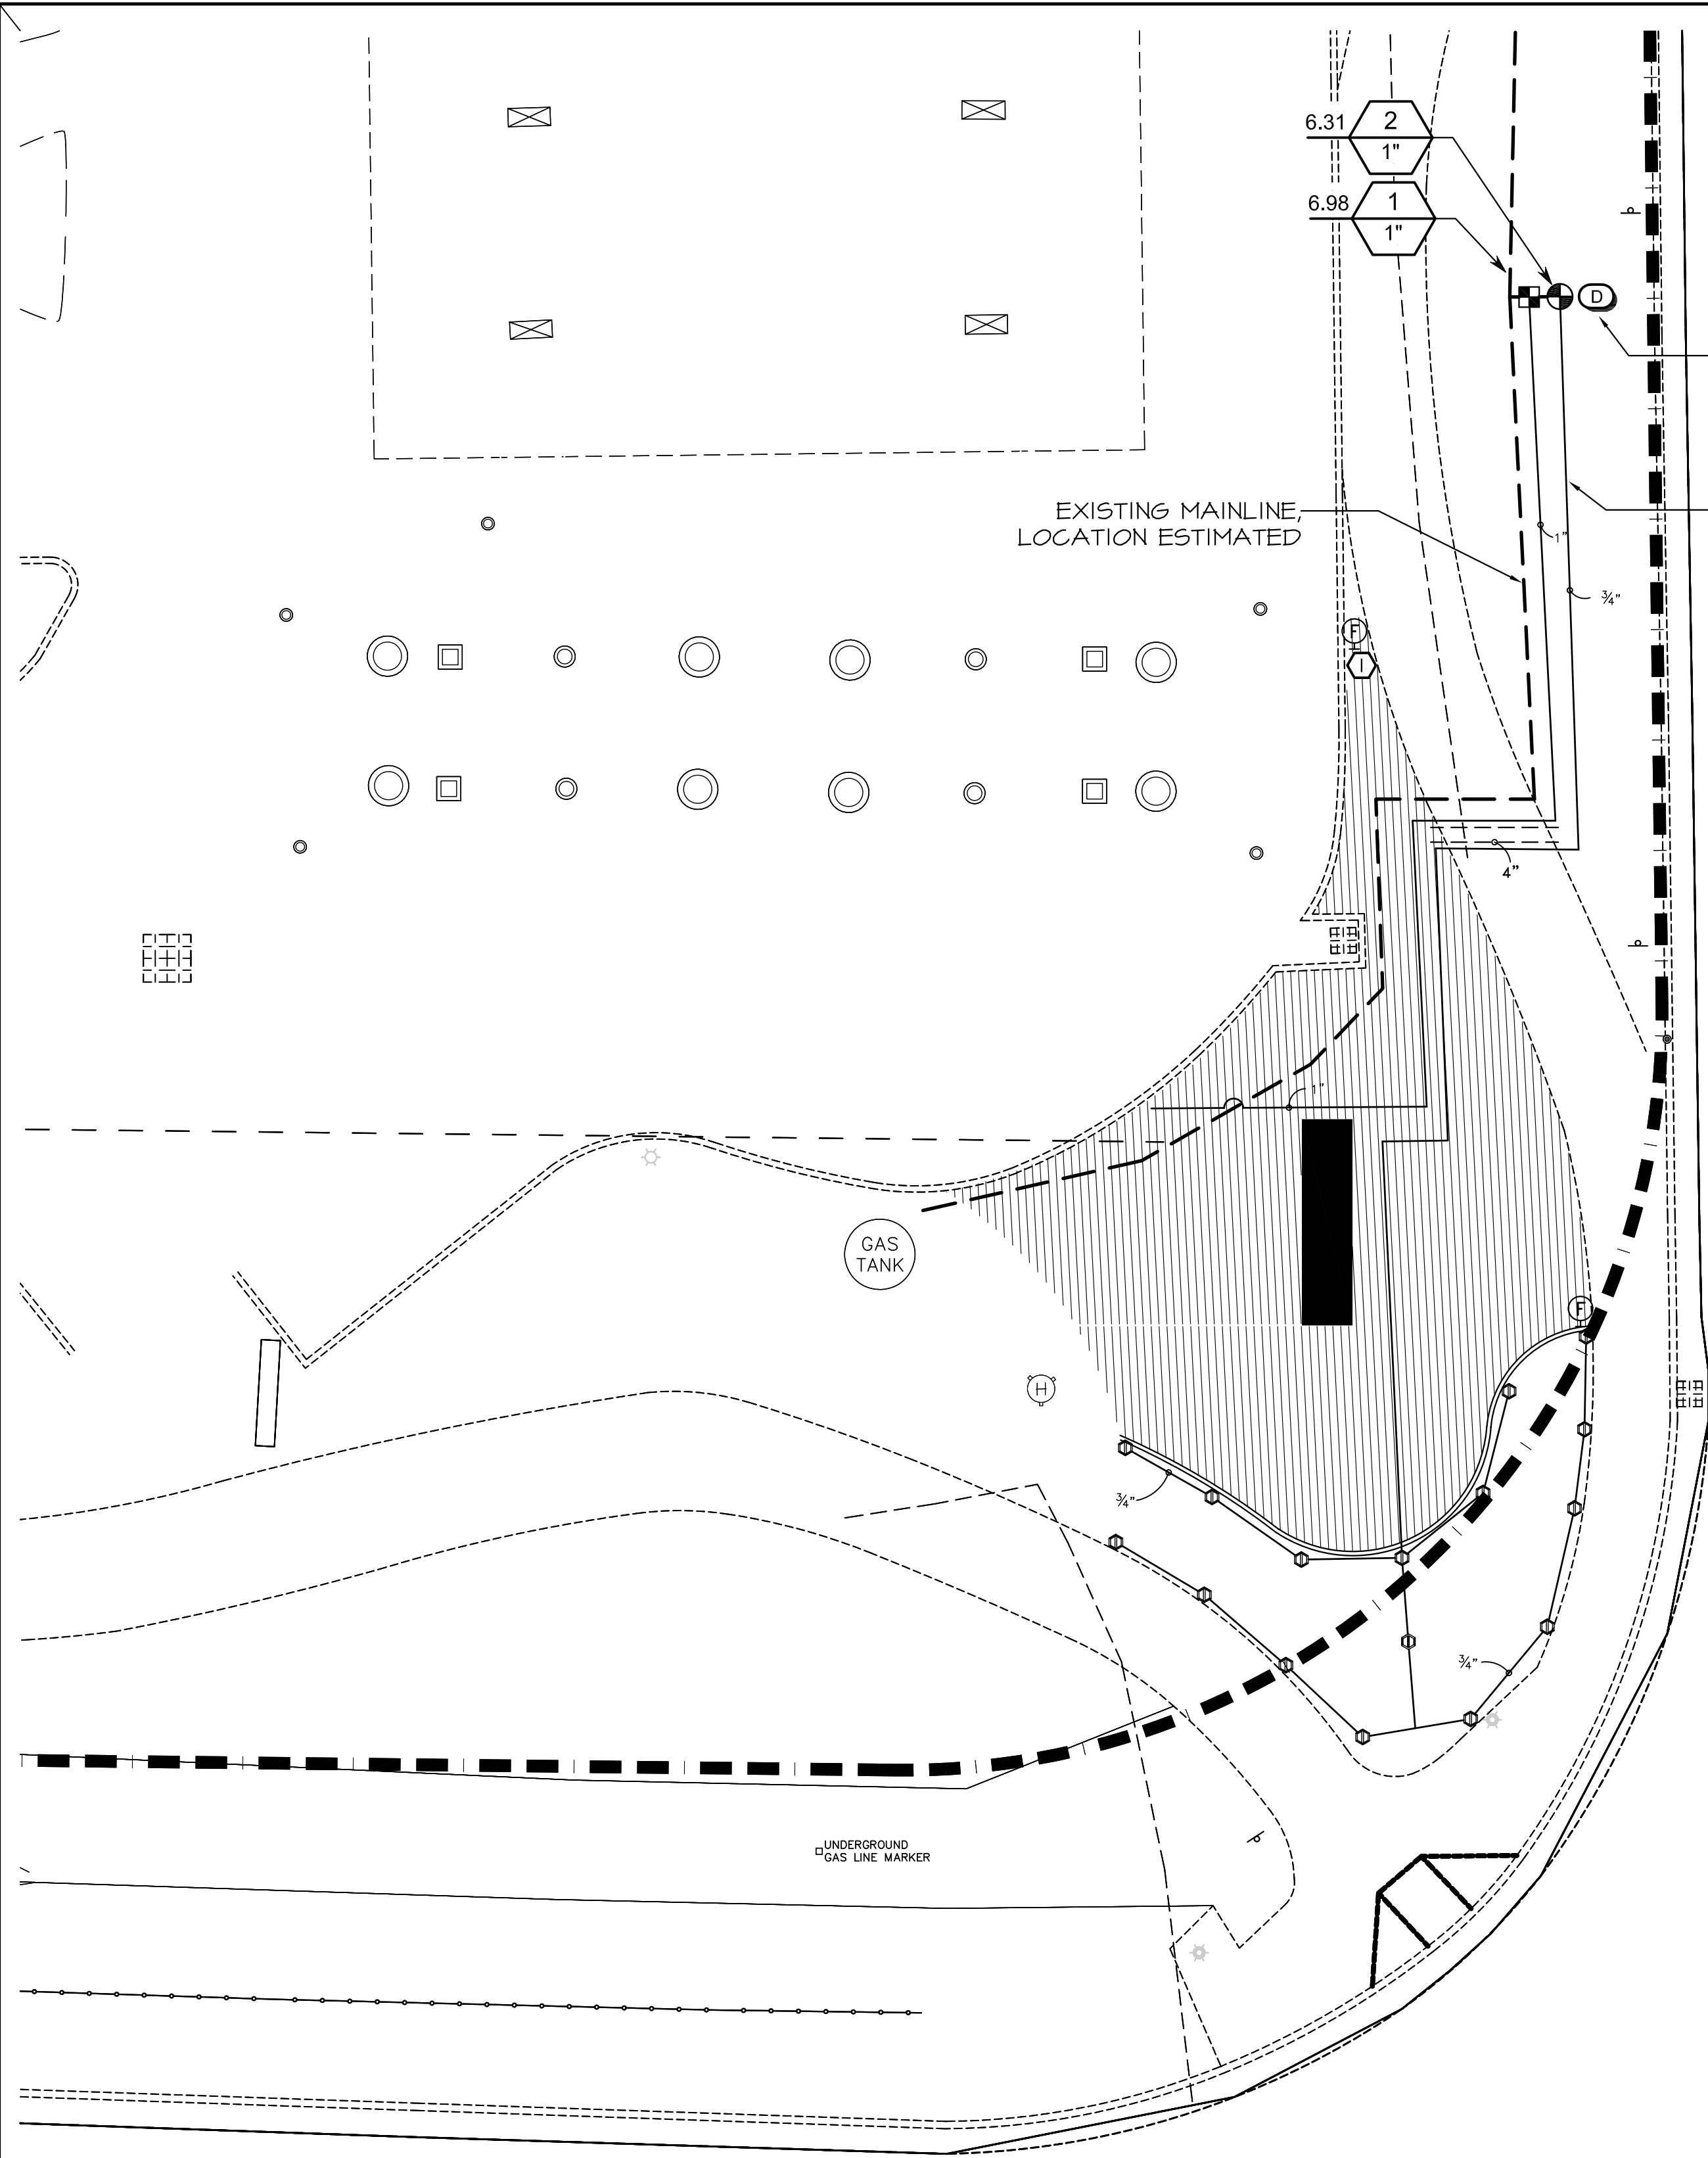 6.31
2
1"
6.98
1
1"
D
EXISTING MAINLINE,
LOCATION ESTIMATED
1"
¾"
F
I
4"
1"
GAS
TANK
F
H
¾"
¾"
UNDERGROUND
GAS LINE MARKER